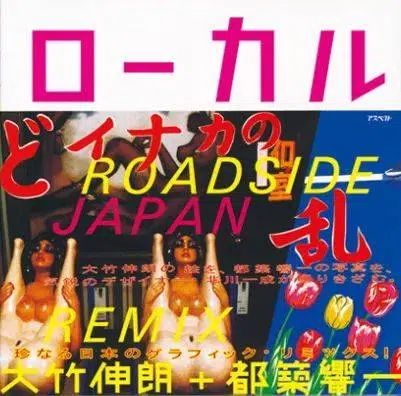 ローカル
アスペクト
どイナカの
乱
ROADSIDE
JAPAN
大竹伸朗の絵を、都築響一の写真を、
REMIX
珍なる日本のグラフィック・リミックス!
大竹伸朗+都築響一